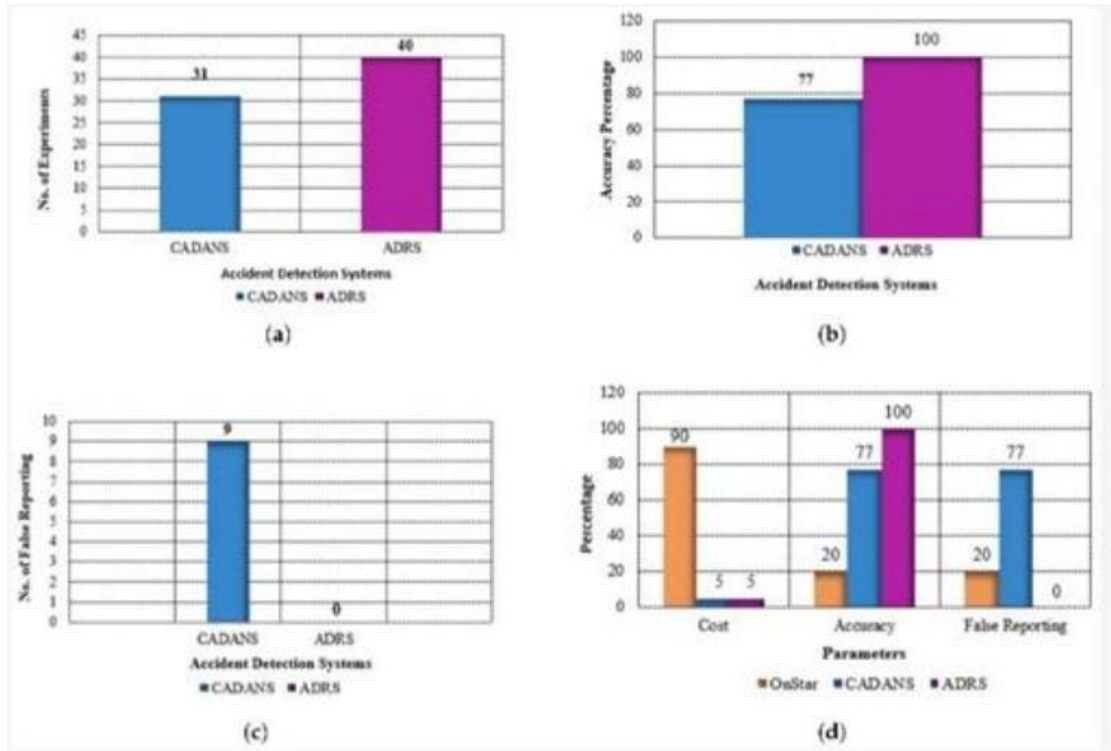 45
40
35
30
25
20
15
10
5
0
No. of Experiments
31
40
CADANS ADRS
Accident Detection Systems
CADANS ADRS
(a)
120
100
80
60
40
20
0
Accuracy Percentage
77
100
CADANS ADRS
Accident Detection Systems
(b)
10
9
8
7
6
5
4
3
2
1
0
No. of False Reporting
9
0
CADANS ADRS
Accident Detection Systems
CADANS ADRS
(c)
120
100
80
60
40
20
0
Percentage
90
5 5
20
77
100
20
77
0
Cost Accuracy False Reporting
Parameters
OnStar CADANS ADRS
(d)